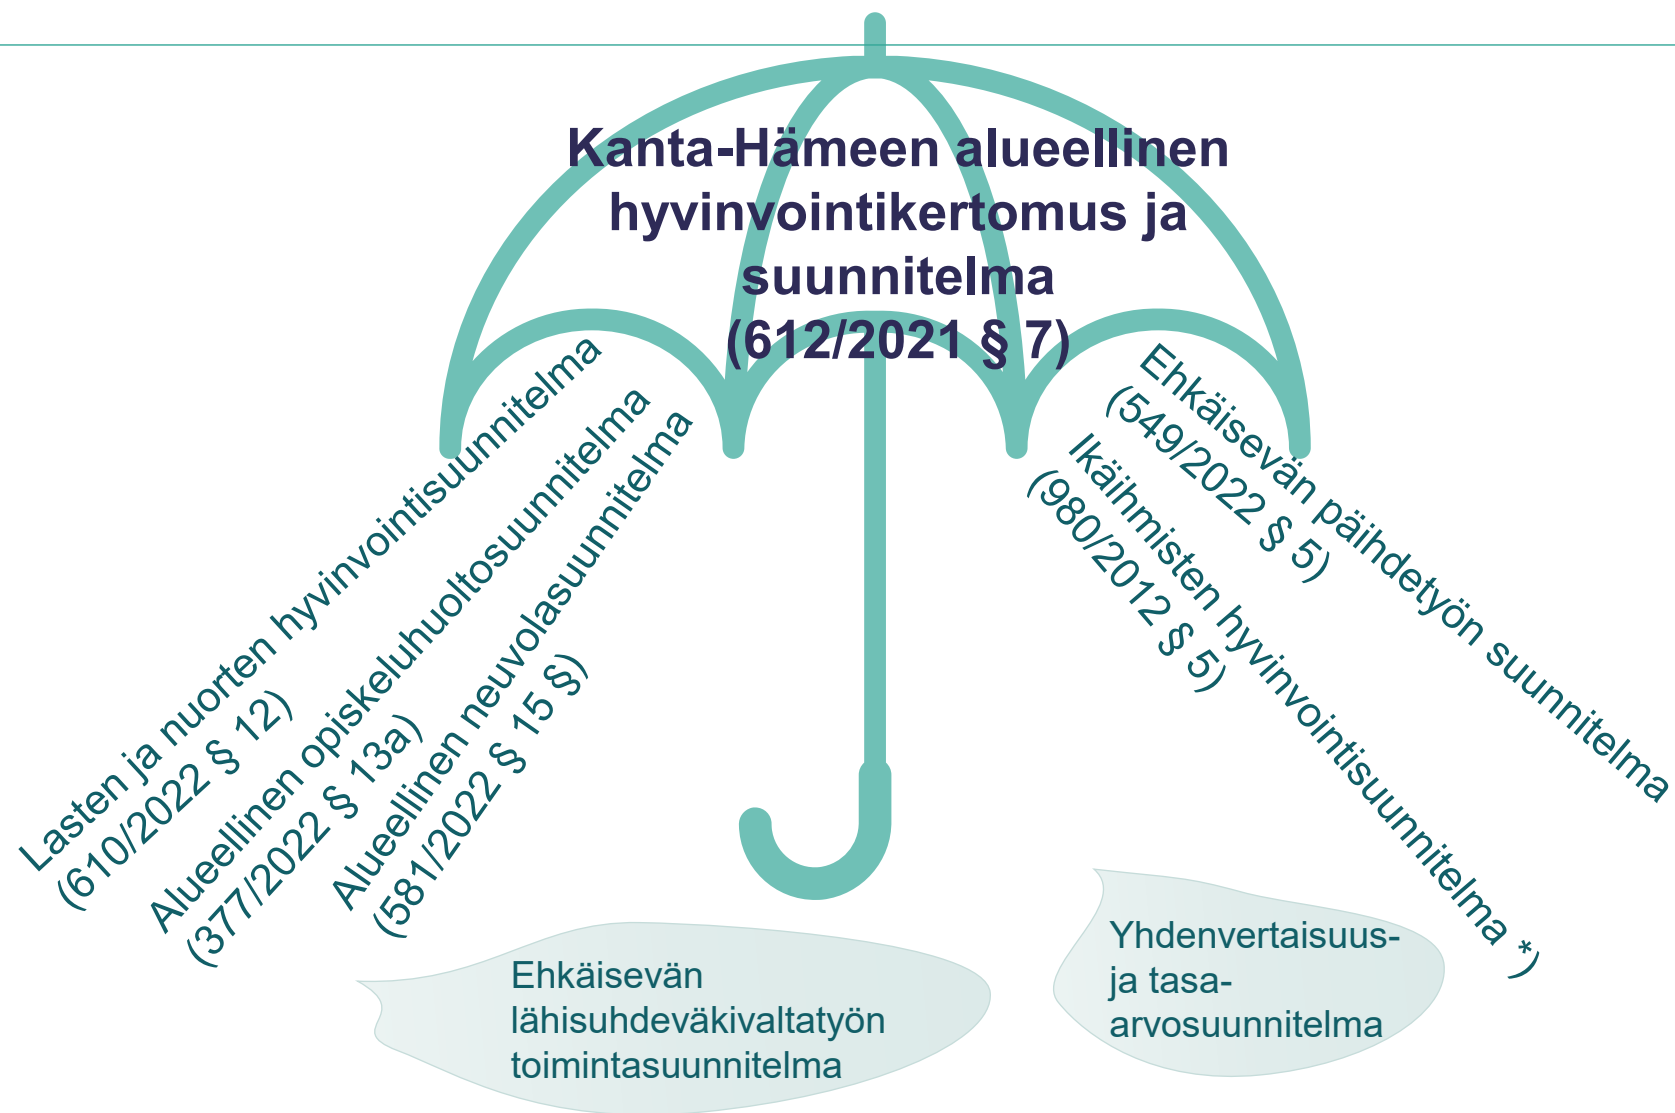 Kanta-Hämeen alueellinen
hyvinvointikertomus ja
suunnitelma
(612/2021 § 7)
Lasten ja nuorten hyvinvointisuunnitelma
(610/2022 § 12)
Alueellinen opiskeluhuoltosuunnitelma
(377/2022 § 13a)
Alueellinen neuvolasuunnitelma
(581/2022 § 15 §)
Ehkäisevän päihdetyön suunnitelma
(549/2022 § 5)
Ikäihmisten hyvinvointisuunnitelma *)
(980/2012 § 5)
Ehkäisevän
lähisuhdeväkivaltatyön
toimintasuunnitelma
Yhdenvertaisuus-
ja tasa-
arvosuunnitelma